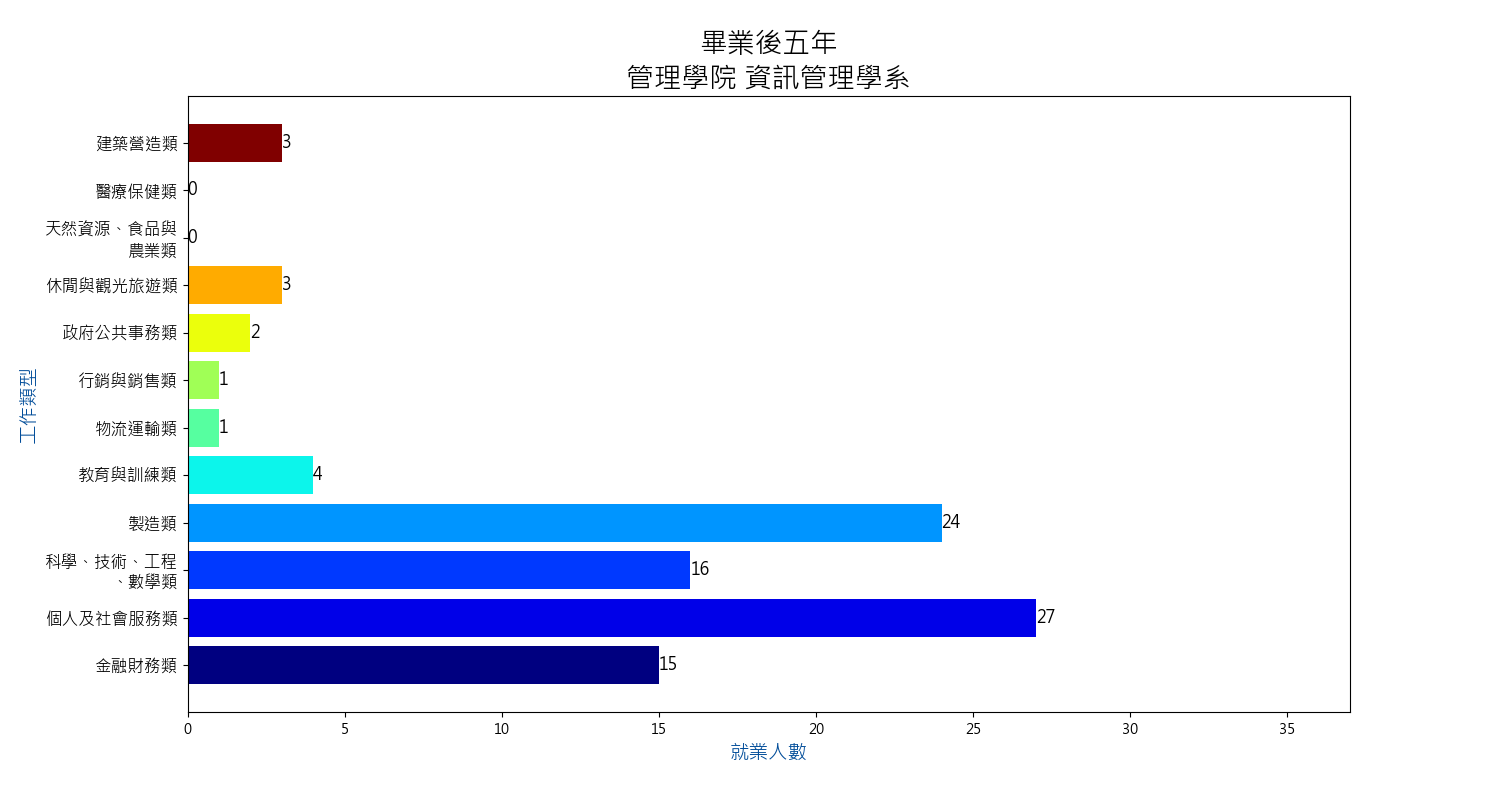 畢業後五年
管理學院 資訊管理學系
建築營造類
3
醫療保健類
0
天然資源、食品與
農業類
0
休閒與觀光旅遊類
3
政府公共事務類
2
行銷與銷售類
1
物流運輸類
1
教育與訓練類
4
製造類
24
科學、技術、工程
、數學類
16
個人及社會服務類
27
金融財務類
15
工作類型
0 5 10 15 20 25 30 35
就業人數